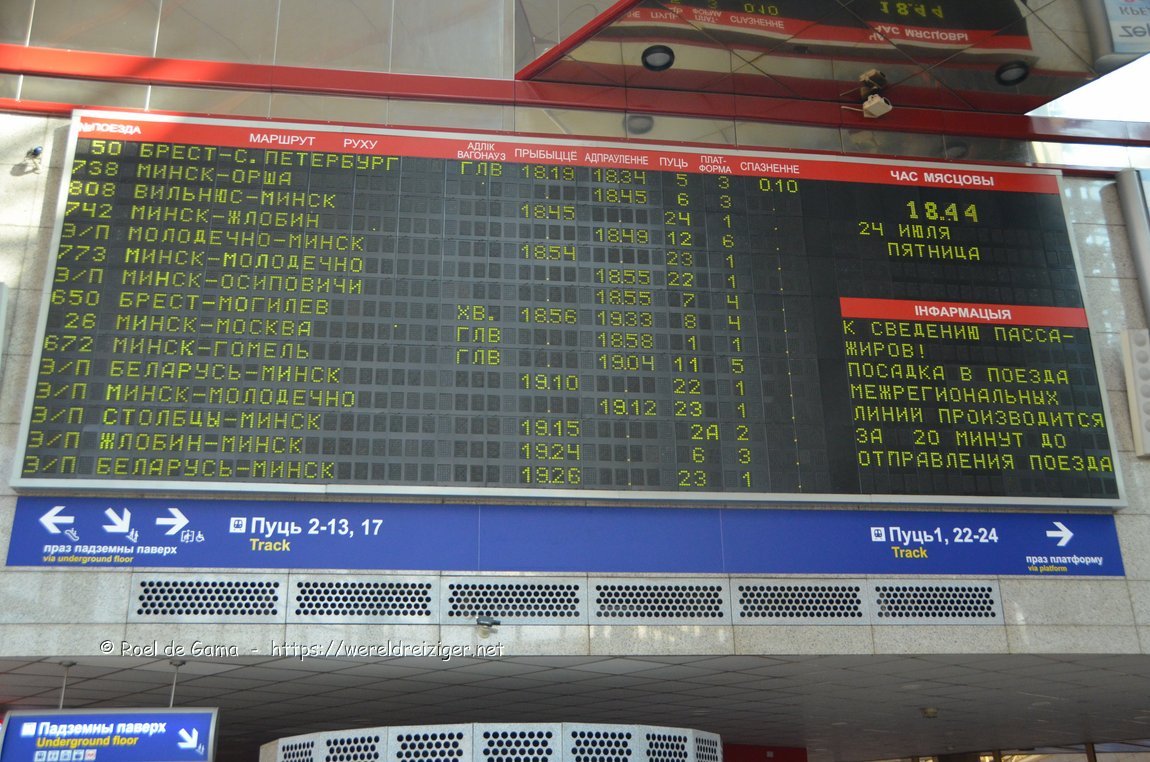 №ПОЕЗДА МАРШРУТ РУХУ АДЛІК ВАГОНАУЗ ПРЫБЫЦЦЁ АДПРАУЛЕННЕ ПУЦЬ ПЛАТ-ФОРМА СПАЗНЕННЕ
50 БРЕСТ-С.ПЕТЕРБУРГ ГЛВ 18.19 18.34 5 3 0.10
738 МИНСК-ОРША 18.45 6 3
808 ВИЛЬНЮС-МИНСК 18.45 24 1
742 МИНСК-ЖЛОБИН 18.49 12 6
Э/П МОЛОДЕЧНО-МИНСК 18.54 23 1
773 МИНСК-МОЛОДЕЧНО 18.55 22 1
Э/П МИНСК-ОСИПОВИЧИ 18.55 7 4
650 БРЕСТ-МОГИЛЕВ ХВ. 18.56 19.33 8 4
26 МИНСК-МОСКВА ГЛВ 18.58 1 1
672 МИНСК-ГОМЕЛЬ ГЛВ 19.04 11 5
Э/П БЕЛАРУСЬ-МИНСК 19.10 22 1
Э/П МИНСК-МОЛОДЕЧНО 19.12 23 1
Э/П СТОЛБЦЫ-МИНСК 19.15 2А 2
Э/П ЖЛОБИН-МИНСК 19.24 6 3
Э/П БЕЛАРУСЬ-МИНСК 19.26 23 1
ЧАС МЯСЦОВЫ
18.44
24 ИЮЛЯ
ПЯТНИЦА
ІНФАРМАЦЫЯ
К СВЕДЕНИЮ ПАССА-
ЖИРОВ!
ПОСАДКА В ПОЕЗДА
МЕЖРЕГИОНАЛЬНЫХ
ЛИНИИ ПРОИЗВОДИТСЯ
ЗА 20 МИНУТ ДО
ОТПРАВЛЕНИЯ ПОЕЗДА
праз падземны паверх
via underground floor
Пуць 2-13, 17
Track
Пуць1, 22-24
Track
праз платформу
via platform
© Roel de Gama - https://wereldreiziger.net
Падземны паверх
Underground floor